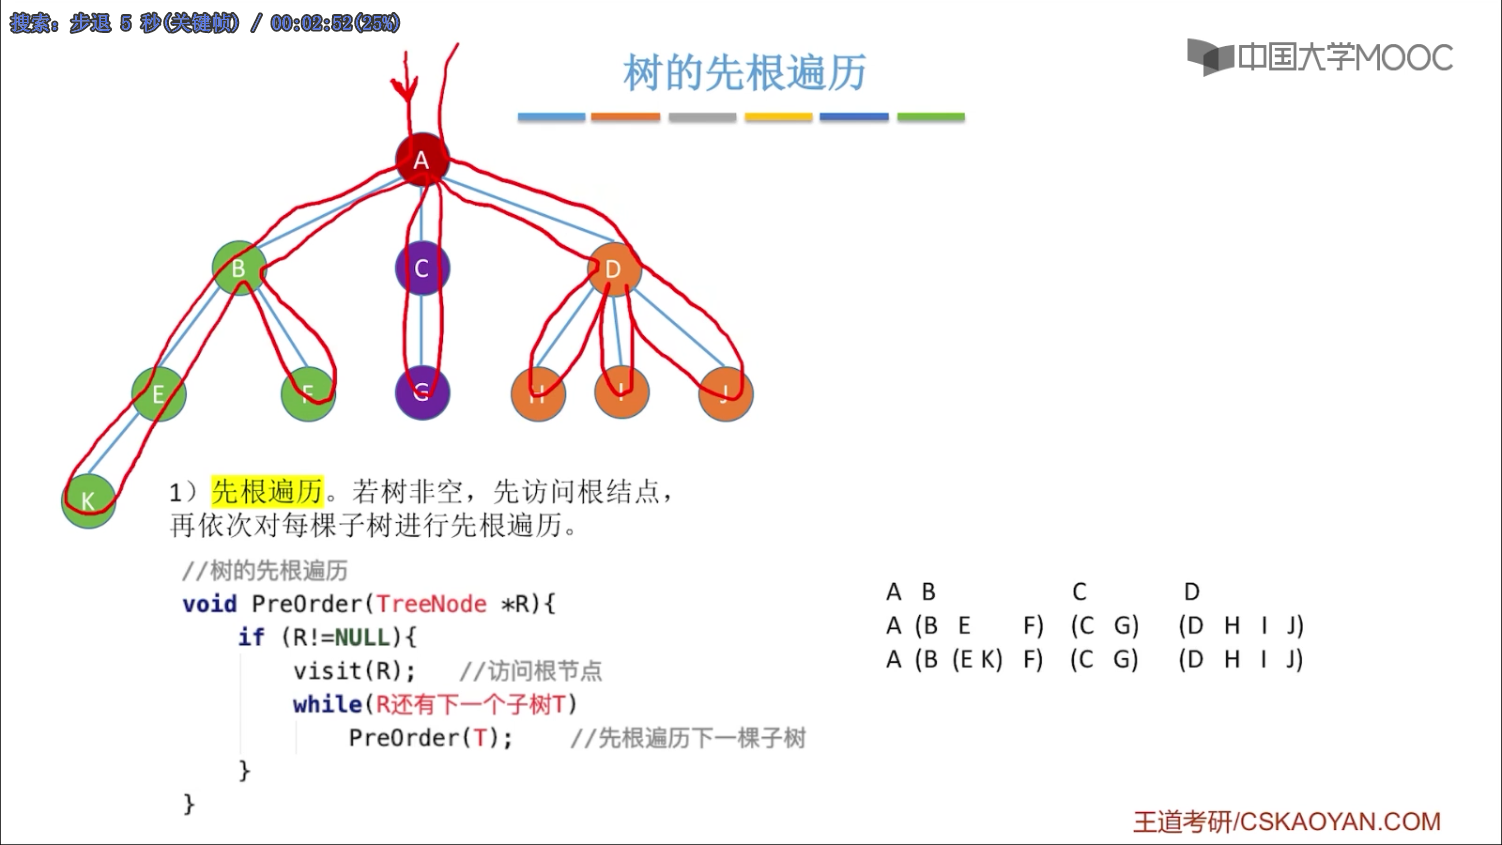 搜索: 步退 5 秒(关键帧) / 00:02:52(25%)
中国大学MOOC
树的先根遍历
A
B
C
D
E
F
G
H
I
J
K
1）先根遍历。若树非空，先访问根结点，
再依次对每棵子树进行先根遍历。
//树的先根遍历
void PreOrder(TreeNode *R){
if (R!=NULL){
visit(R); //访问根节点
while(R还有下一个子树T)
PreOrder(T); //先根遍历下一棵子树
}
}
A B C D
A (B E F) (C G) (D H I J)
A (B (E K) F) (C G) (D H I J)
王道考研/CSKAOYAN.COM